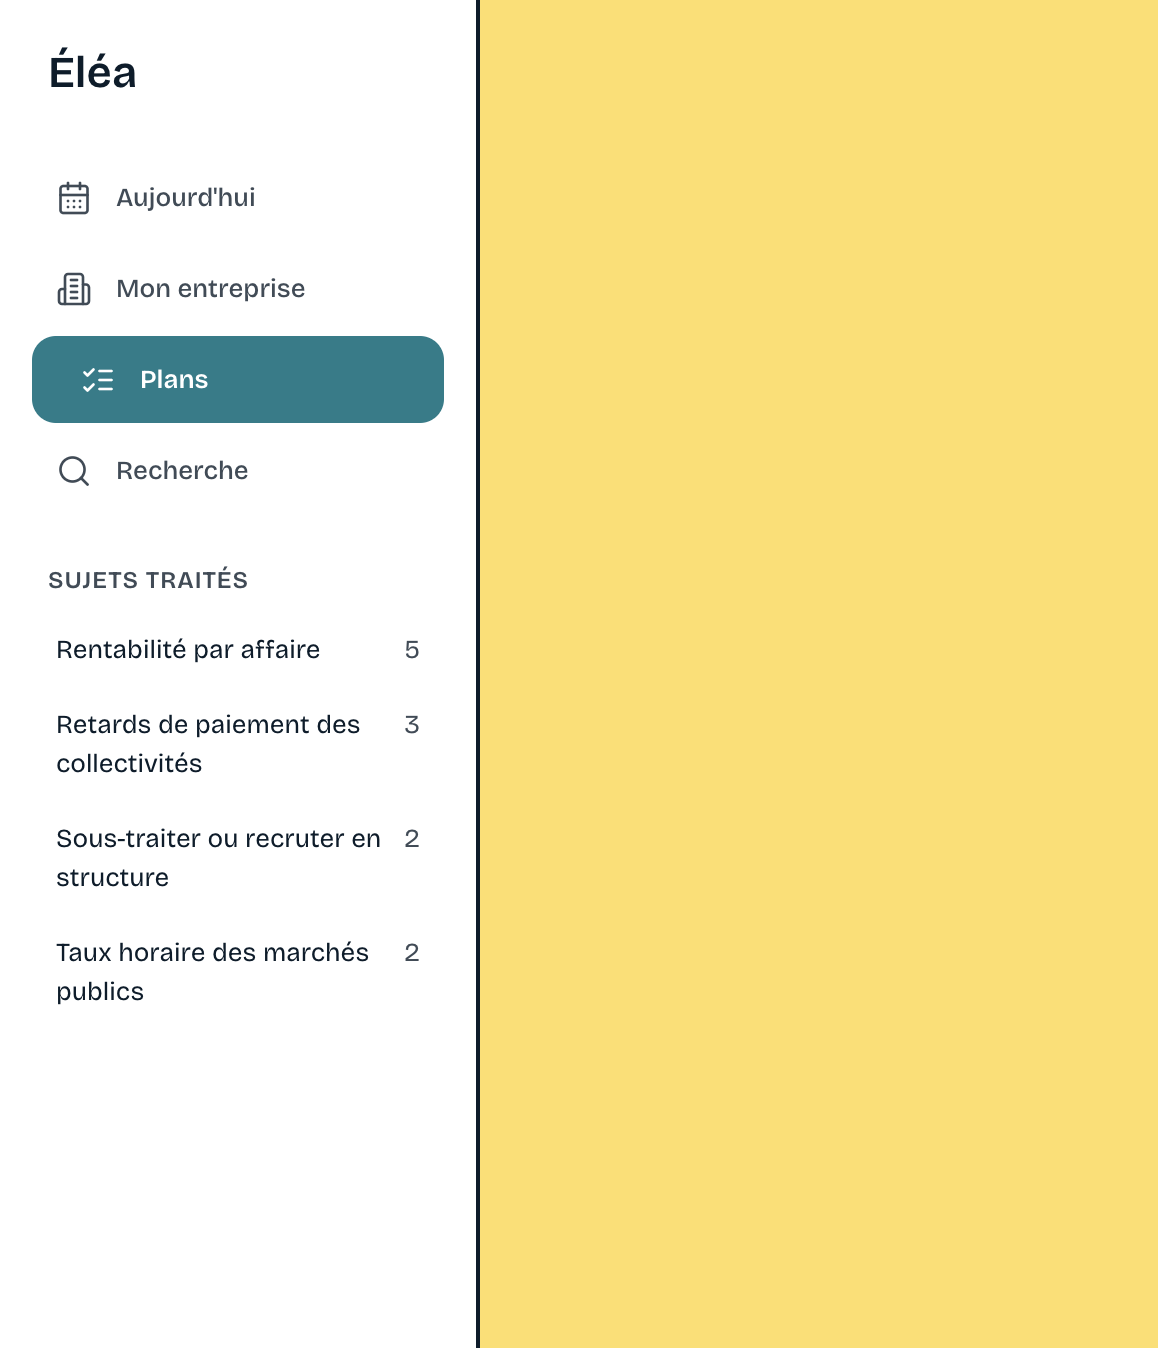 Éléa
Aujourd'hui
Mon entreprise
Plans
Recherche
SUJETS TRAITÉS
Rentabilité par affaire 5
Retards de paiement des 3
collectivités
Sous-traiter ou recruter en 2
structure
Taux horaire des marchés 2
publics